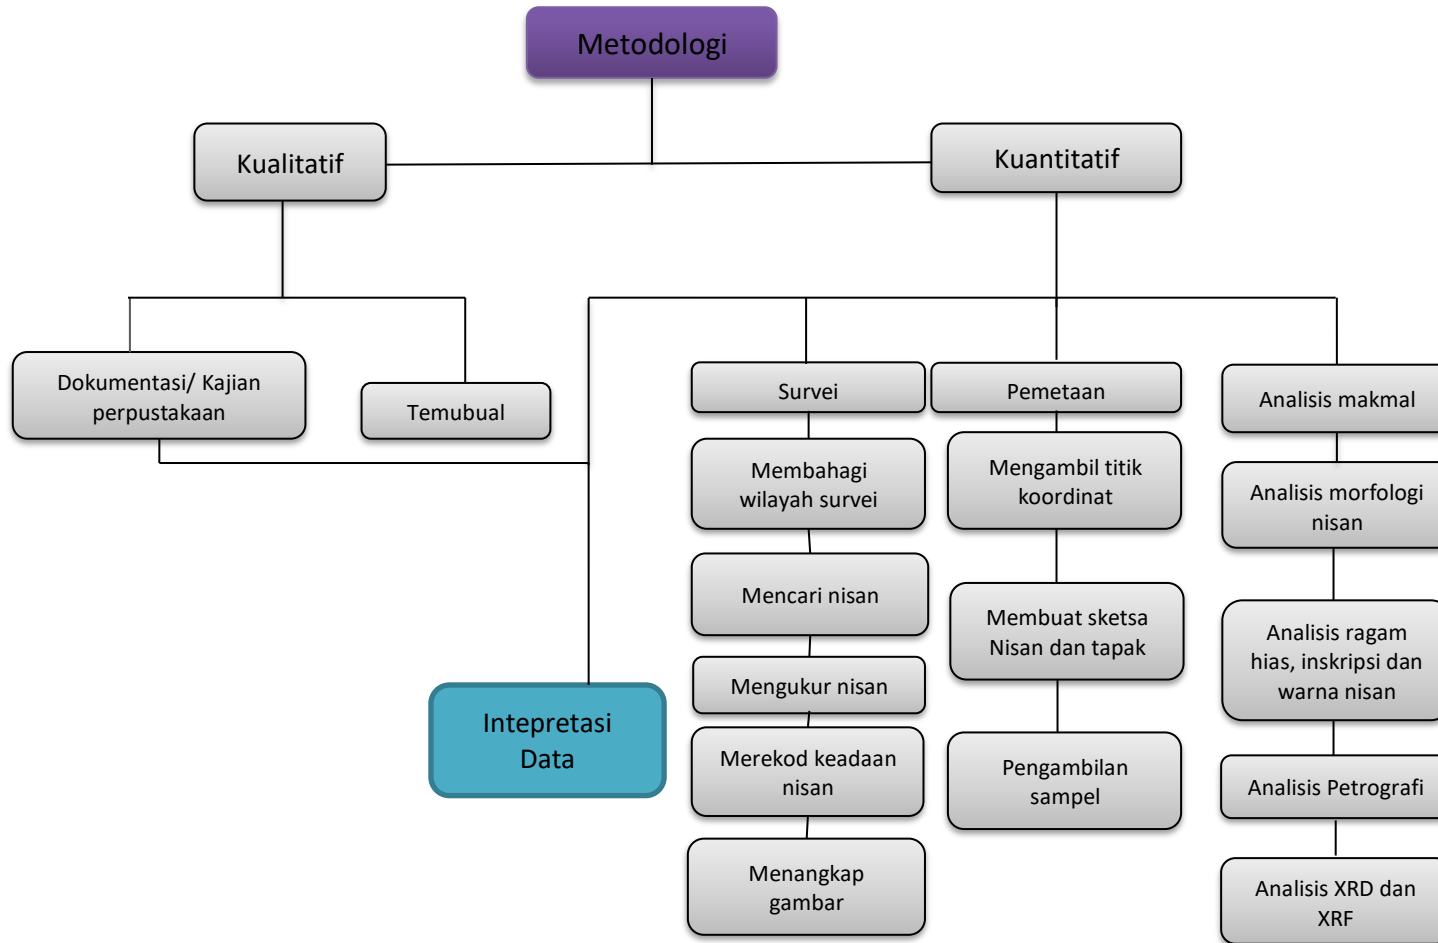 Metodologi
Kualitatif
Kuantitatif
Dokumentasi/ Kajian
perpustakaan
Temubual
Survei
Membahagi
wilayah survei
Mencari nisan
Mengukur nisan
Merekod keadaan
nisan
Menangkap
gambar
Pemetaan
Mengambil titik
koordinat
Membuat sketsa
Nisan dan tapak
Pengambilan
sampel
Analisis makmal
Analisis morfologi
nisan
Analisis ragam
hias, inskripsi dan
warna nisan
Analisis Petrografi
Analisis XRD dan
XRF
Intepretasi
Data